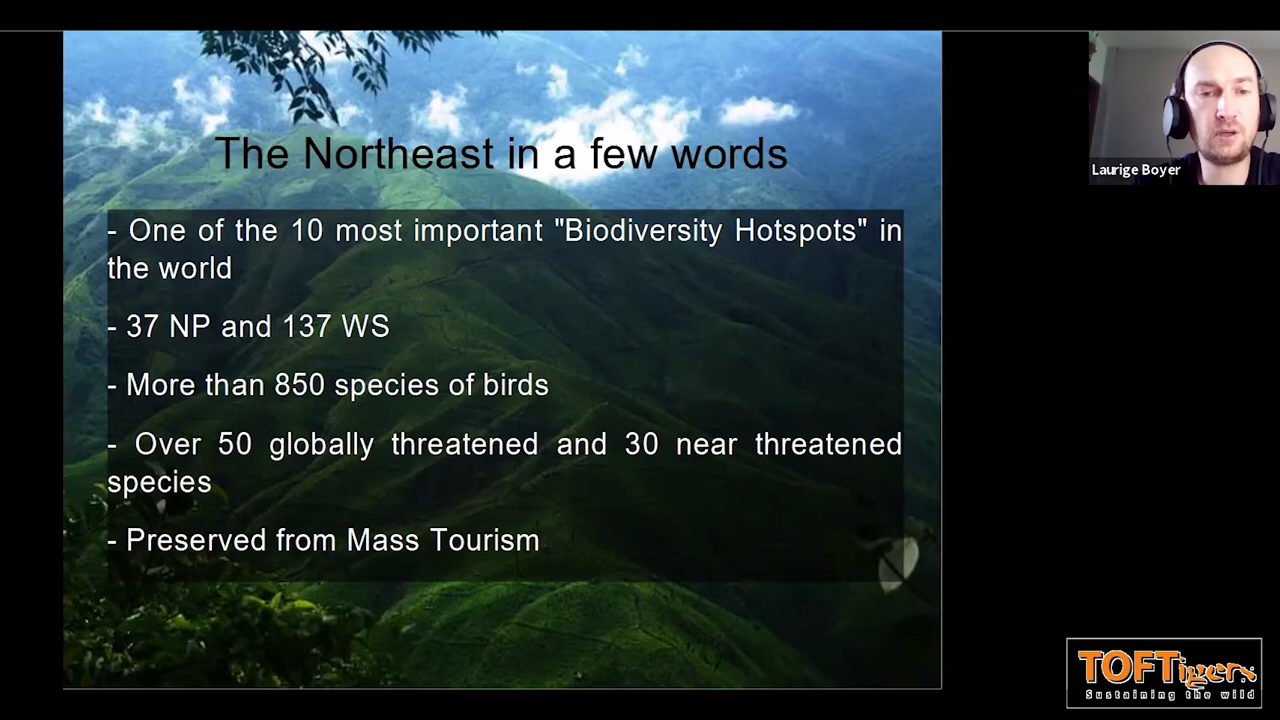 The Northeast in a few words
- One of the 10 most important "Biodiversity Hotspots" in
the world
- 37 NP and 137 WS
- More than 850 species of birds
- Over 50 globally threatened and 30 near threatened
species
- Preserved from Mass Tourism
Laurige Boyer
TOFTigers
Sustaining the wild